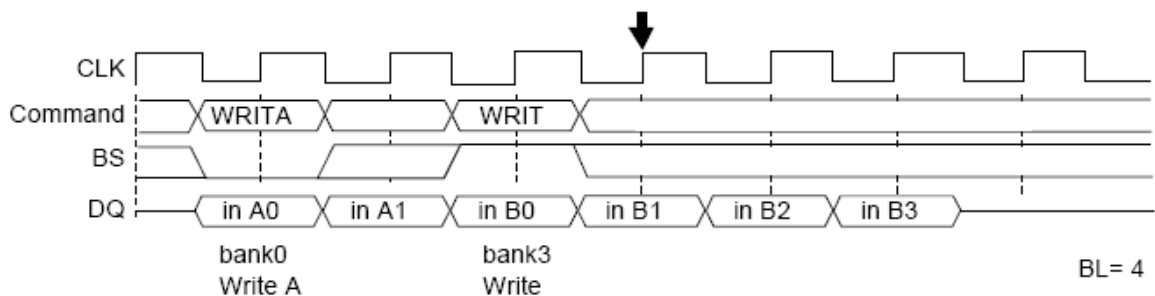 CLK
Command WRITA WRIT
BS
DQ in A0 in A1 in B0 in B1 in B2 in B3
bank0 bank3
Write A Write
BL= 4